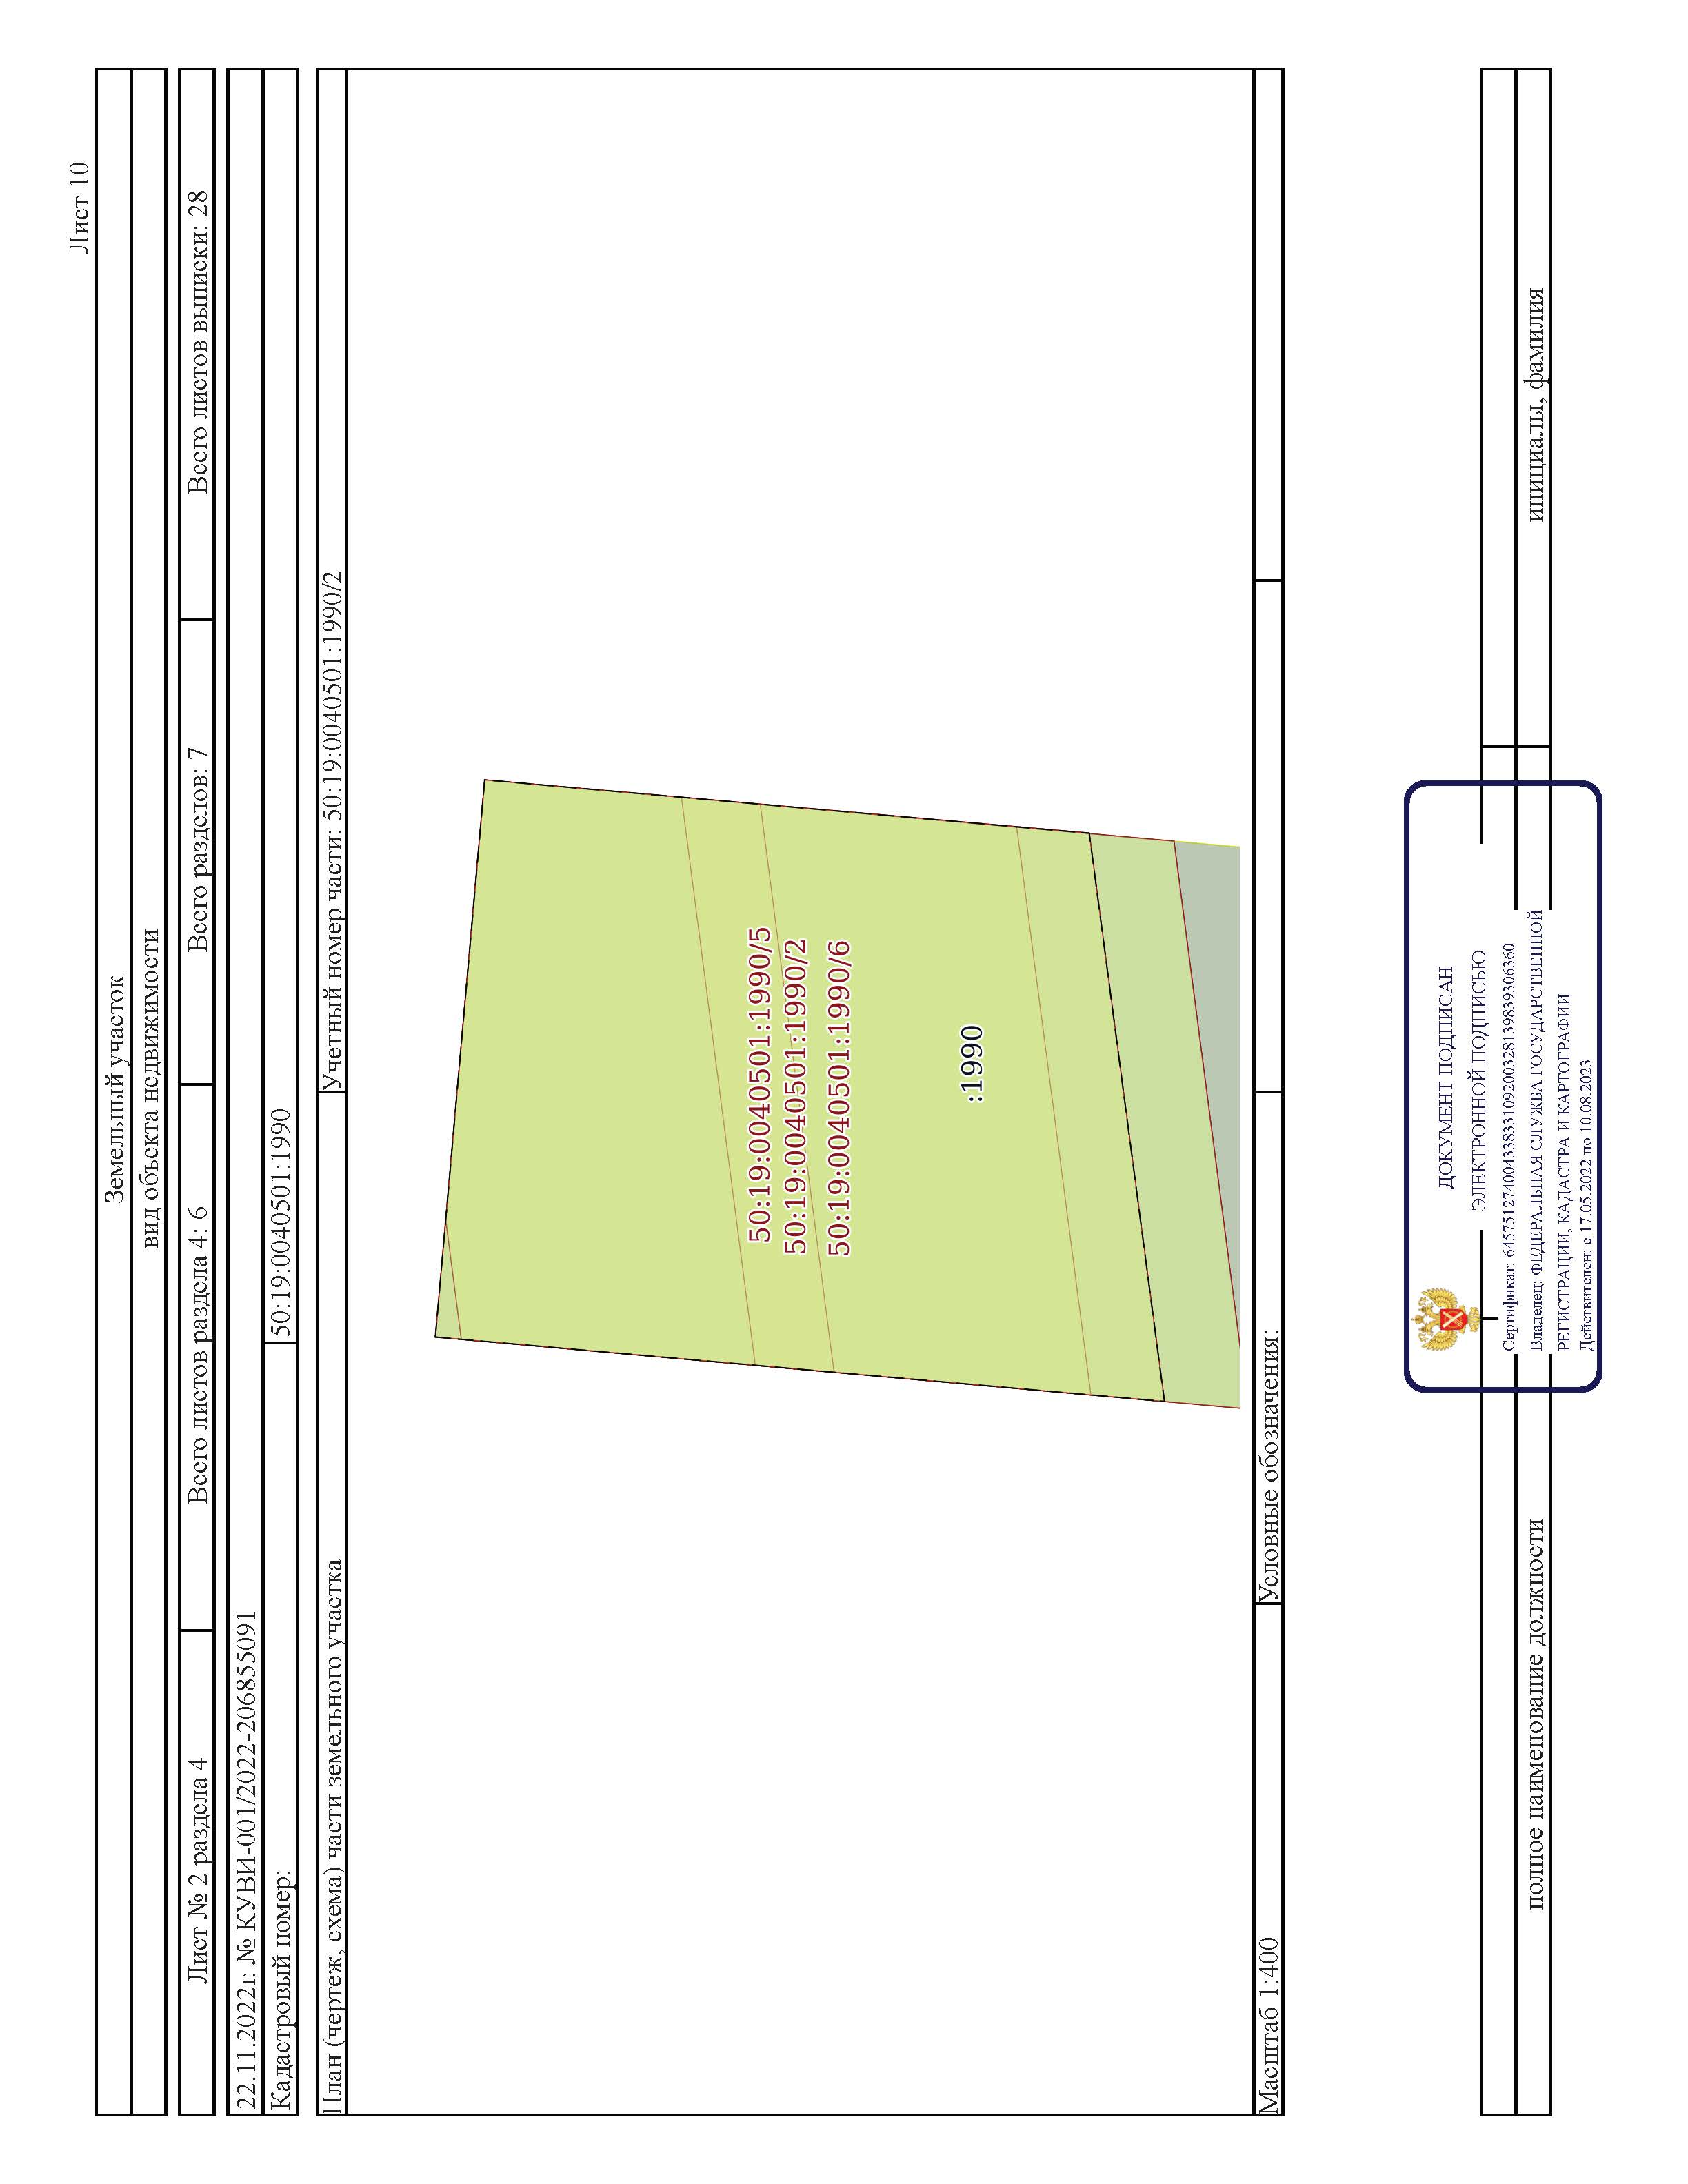 Лист 10
Земельный участок
вид объекта недвижимости
Лист № 2 раздела 4
Всего листов раздела 4: 6
Всего разделов: 7
Всего листов выписки: 28
22.11.2022г. № КУВИ-001/2022-206855091
Кадастровый номер:
50:19:0040501:1990
План (чертеж, схема) части земельного участка
Учетный номер части: 50:19:0040501:1990/2
50:19:0040501:1990/5
50:19:0040501:1990/2
50:19:0040501:1990/6
:1990
Масштаб 1:400
Условные обозначения:
ДОКУМЕНТ ПОДПИСАН
ЭЛЕКТРОННОЙ ПОДПИСЬЮ
Сертификат: 645751274004338331092003281398393063​60
Владелец: ФЕДЕРАЛЬНАЯ СЛУЖБА ГОСУДАРСТВЕННОЙ
РЕГИСТРАЦИИ, КАДАСТРА И КАРТОГРАФИИ
Действителен: с 17.05.2022 по 10.08.2023
полное наименование должности
инициалы, фамилия